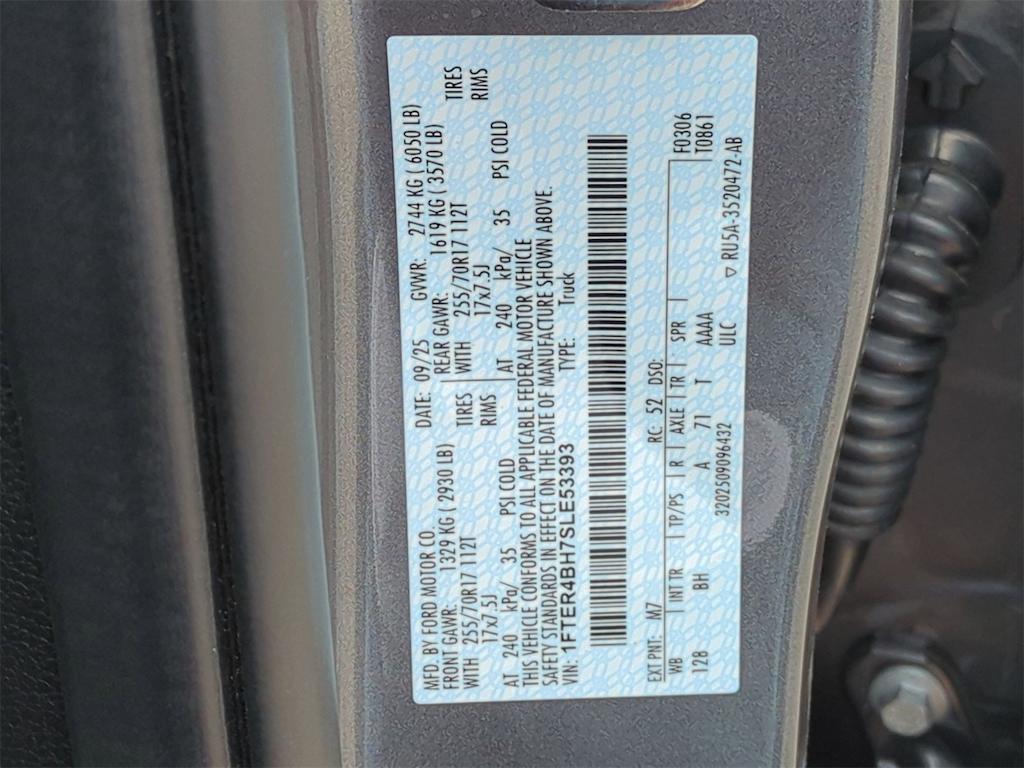 MFD. BY FORD MOTOR CO. DATE: 09/25 GVWR: 2744 KG ( 6050 LB)
FRONT GAWR: 1329 KG ( 2930 LB) REAR GAWR: 1619 KG ( 3570 LB)
WITH 255/70R17 112T TIRES WITH 255/70R17 112T TIRES
17x7.5J RIMS 17x7.5J RIMS
AT 240 kPa/ 35 PSI COLD AT 240 kPa/ 35 PSI COLD
THIS VEHICLE CONFORMS TO ALL APPLICABLE FEDERAL MOTOR VEHICLE
SAFETY STANDARDS IN EFFECT ON THE DATE OF MANUFACTURE SHOWN ABOVE.
VIN: 1FTER4BH7SLE53393 TYPE: Truck
EXT PNT: M7 RC: 52 DSO: F0306
WB INT TR TP/PS R AXLE TR SPR T0861
128 BH A 71 T AAAA
ULC
320250906432 ▽ RU5A-3520472-AB